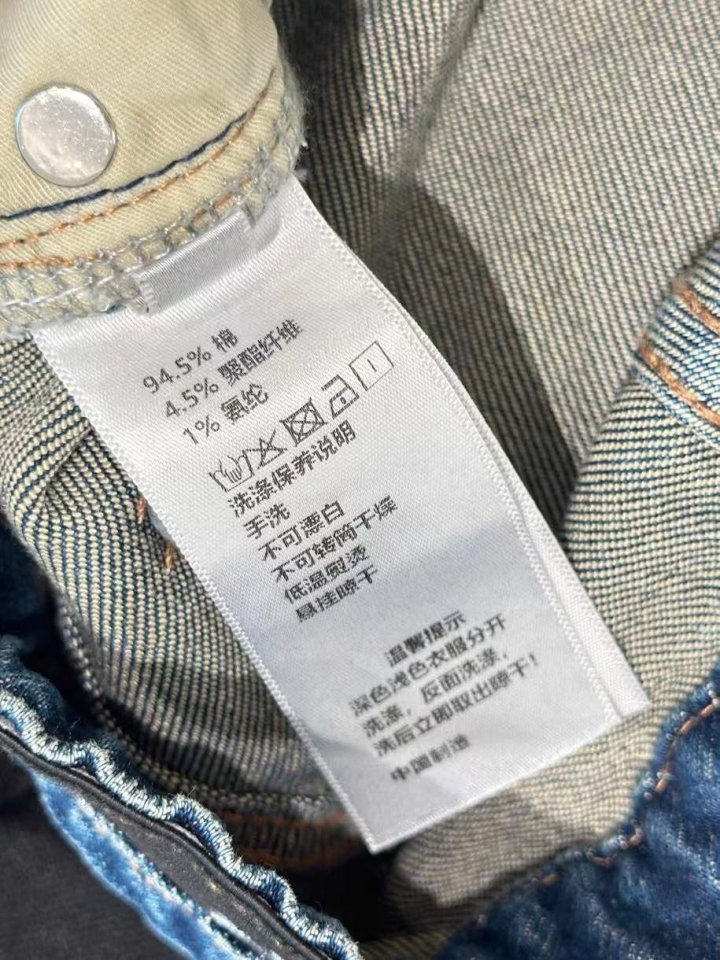 94.5% 棉
4.5% 聚酯纤维
1% 氨纶
洗涤保养说明
手洗
不可漂白
不可转筒干燥
低温熨烫
悬挂晾干
温馨提示
深色浅色衣服分开
洗涤，反面洗涤，
洗后立即取出晾干！
中国制造